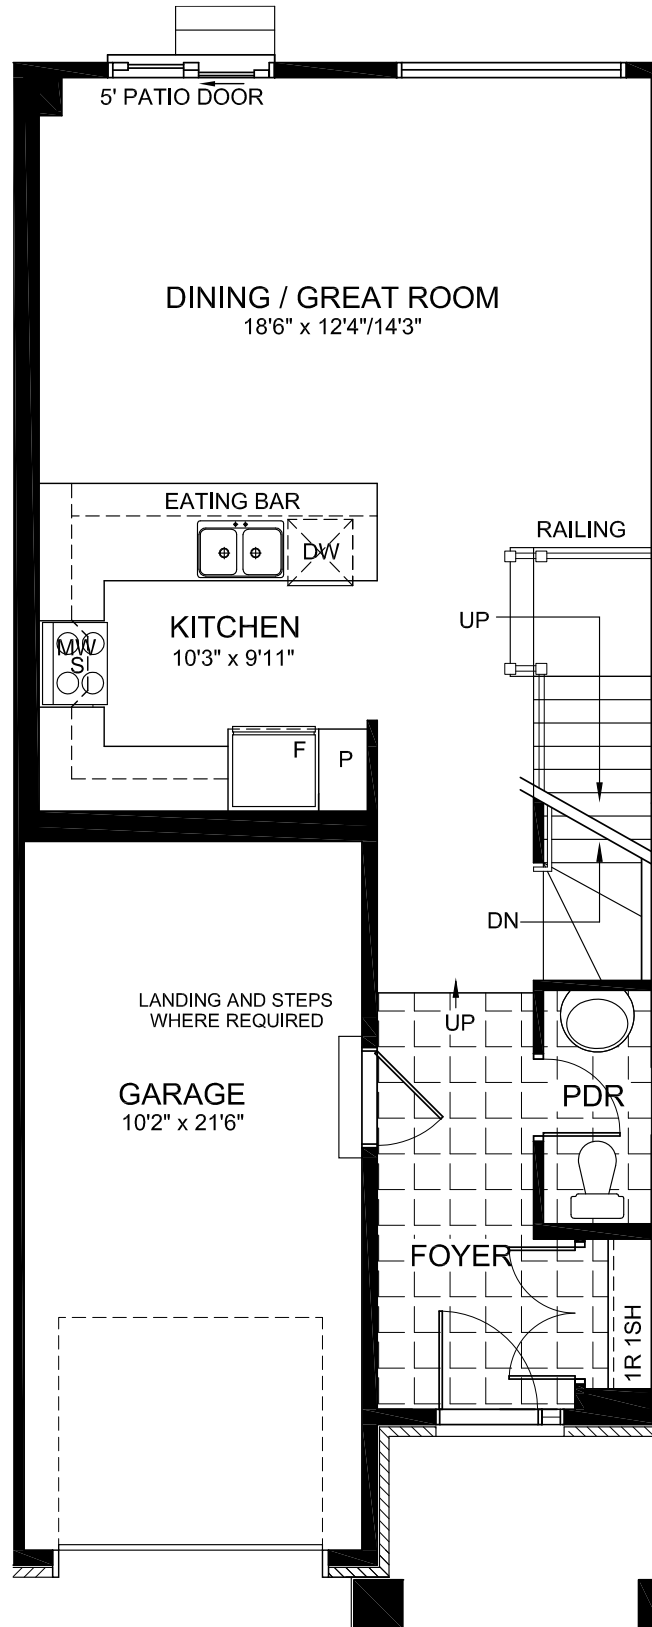 5' PATIO DOOR
DINING / GREAT ROOM
18'6" x 12'4"/14'3"
EATING BAR
DW
RAILING
KITCHEN
10'3" x 9'11"
UP
MW
S
F
P
DN
LANDING AND STEPS
WHERE REQUIRED
UP
GARAGE
10'2" x 21'6"
PDR
FOYER
1R 1SH